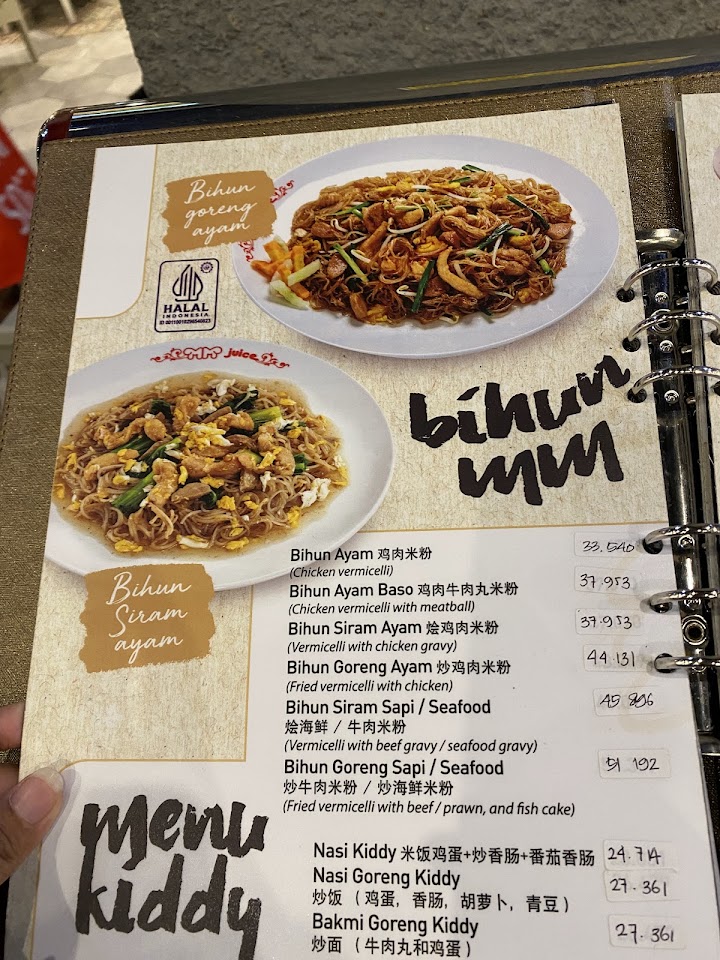 Bihun
goreng
ayam
HALAL
INDONESIA
MM juice
Bihun
Siram
ayam
bihun
mm
Bihun Ayam 鸡肉米粉 33.540
(Chicken vermicelli)
Bihun Ayam Baso 鸡肉牛肉丸米粉 37.953
(Chicken vermicelli with meatball)
Bihun Siram Ayam 烩鸡肉米粉 37.953
(Vermicelli with chicken gravy)
Bihun Goreng Ayam 炒鸡肉米粉 44.131
(Fried vermicelli with chicken)
Bihun Siram Sapi / Seafood 45.896
烩海鲜 / 牛肉米粉
(Vermicelli with beef gravy / seafood gravy)
Bihun Goreng Sapi / Seafood 51.192
炒牛肉米粉 / 炒海鲜米粉
(Fried vermicelli with beef / prawn, and fish cake)
menu
kiddy
Nasi Kiddy 米饭鸡蛋+炒香肠+番茄香肠 24.714
Nasi Goreng Kiddy 27.361
炒饭 ( 鸡蛋, 香肠, 胡萝卜, 青豆 )
Bakmi Goreng Kiddy 27.361
炒面 ( 牛肉丸和鸡蛋 )